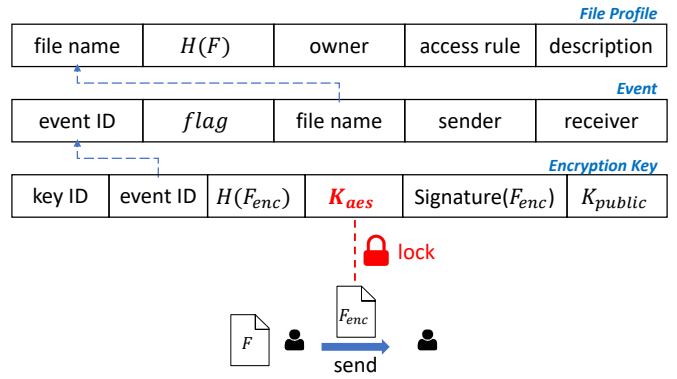 File Profile
file name H(F) owner access rule description
Event
event ID flag file name sender receiver
Encryption Key
key ID event ID H(F_enc) K_aes Signature(F_enc) K_public
lock
F F_enc
send